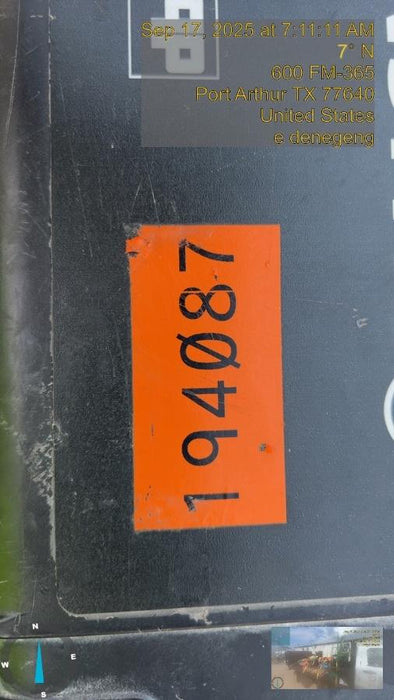 Sep 17, 2025 at 7:11:11 AM
7° N
600 FM-365
Port Arthur TX 77640
United States
e denegeng
194087
N
W E
S